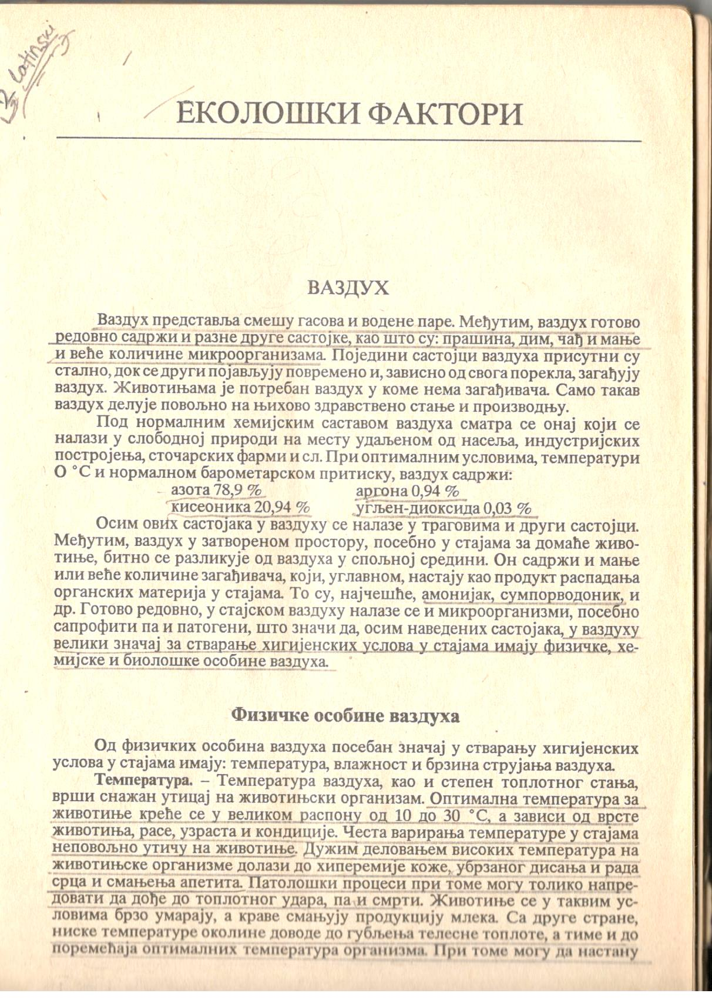 latinski
ЕКОЛОШКИ ФАКТОРИ
ВАЗДУХ
Ваздух представља смешу гасова и водене паре. Међутим, ваздух готово
редовно садржи и разне друге састојке, као што су: прашина, дим, чађ и мање
и веће количине микроорганизама. Поједини састојци ваздуха присутни су
стално, док се други појављују повремено и, зависно од свога порекла, загађују
ваздух. Животињама је потребан ваздух у коме нема загађивача. Само такав
ваздух делује повољно на њихово здравствено стање и производњу.
Под нормалним хемијским саставом ваздуха сматра се онај који се
налази у слободној природи на месту удаљеном од насеља, индустријских
постројења, сточарских фарми и сл. При оптималним условима, температури
О °C и нормалном барометарском притиску, ваздух садржи:
азота 78,9 % аргона 0,94 %
кисеоника 20,94 % угљен-диоксида 0,03 %
Осим ових састојака у ваздуху се налазе у траговима и други састојци.
Међутим, ваздух у затвореном простору, посебно у стајама за домаће живо-
тиње, битно се разликује од ваздуха у спољној средини. Он садржи и мање
или веће количине загађивача, који, углавном, настају као продукт распадања
органских материја у стајама. То су, најчешће, амонијак, сумпорводоник, и
др. Готово редовно, у стајском ваздуху налазе се и микроорганизми, посебно
сапрофити па и патогени, што значи да, осим наведених састојака, у ваздуху
велики значај за стварање хигијенских услова у стајама имају физичке, хе-
мијске и биолошке особине ваздуха.
Физичке особине ваздуха
Од физичких особина ваздуха посебан значај у стварању хигијенских
услова у стајама имају: температура, влажност и брзина струјања ваздуха.
Температура. – Температура ваздуха, као и степен топлотног стања,
врши снажан утицај на животињски организам. Оптимална температура за
животиње креће се у великом распону од 10 до 30 °C, а зависи од врсте
животиња, расе, узраста и кондиције. Честа варирања температуре у стајама
неповољно утичу на животиње. Дужим деловањем високих температура на
животињске организме долази до хиперемије коже, убрзаног дисања и рада
срца и смањења апетита. Патолошки процеси при томе могу толико напре-
довати да дође до топлотног удара, па и смрти. Животиње се у таквим ус-
ловима брзо умарају, а краве смањују продукцију млека. Са друге стране,
ниске температуре околине доводе до губљења телесне топлоте, а тиме и до
поремећаја оптималних температура организма. При томе могу да настану